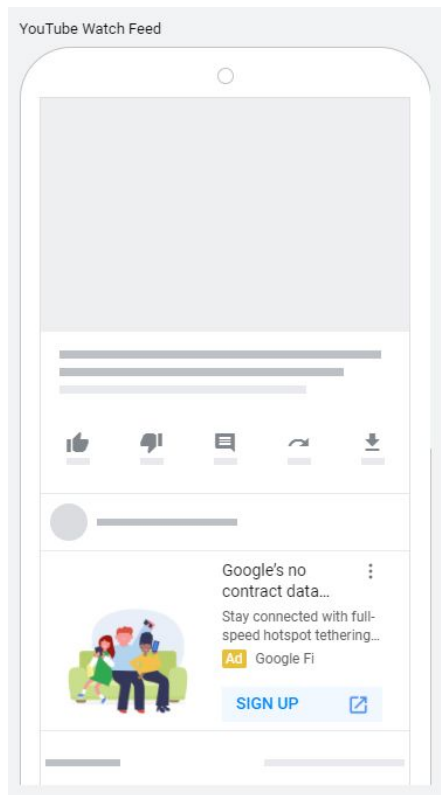 YouTube Watch Feed
Google's no
contract data...
Stay connected with full-
speed hotspot tethering...
Ad Google Fi
SIGN UP